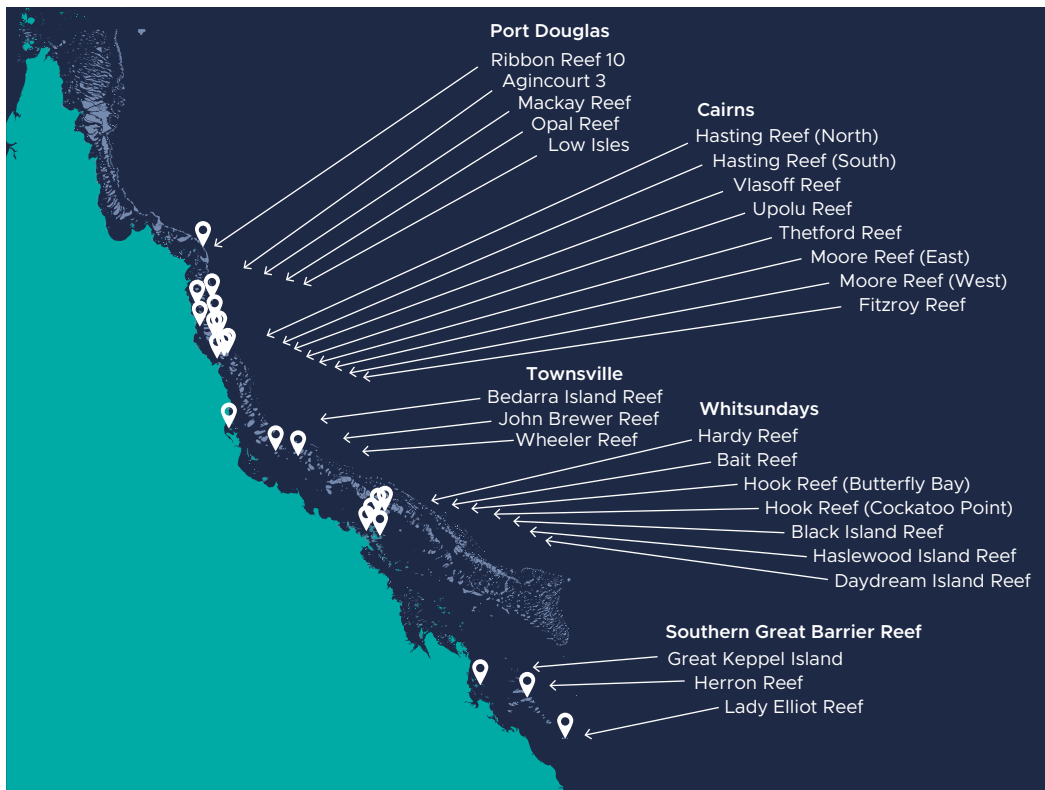 Port Douglas
Ribbon Reef 10
Agincourt 3
Mackay Reef
Opal Reef
Low Isles
Cairns
Hasting Reef (North)
Hasting Reef (South)
Vlasoff Reef
Upolu Reef
Thetford Reef
Moore Reef (East)
Moore Reef (West)
Fitzroy Reef
Townsville
Bedarra Island Reef
John Brewer Reef
Wheeler Reef
Whitsundays
Hardy Reef
Bait Reef
Hook Reef (Butterfly Bay)
Hook Reef (Cockatoo Point)
Black Island Reef
Haslewood Island Reef
Daydream Island Reef
Southern Great Barrier Reef
Great Keppel Island
Herron Reef
Lady Elliot Reef